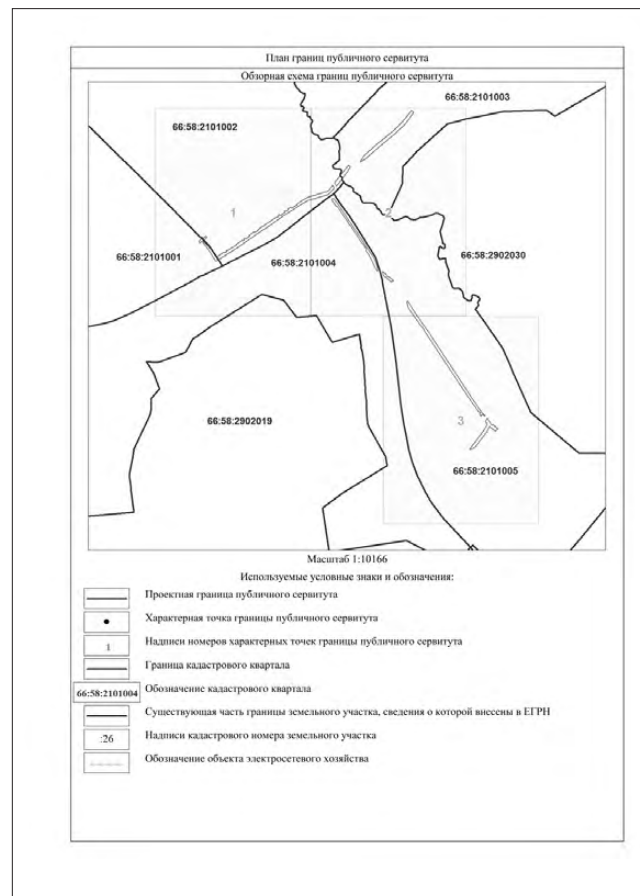 План границ публичного сервитута
Обзорная схема границ публичного сервитута
66:58:2101003
66:58:2101002
1
2
66:58:2101001
66:58:2101004
66:58:2902030
66:58:2902019
3
66:58:2101005
Масштаб 1:10166
Используемые условные знаки и обозначения:
Проектная граница публичного сервитута
Характерная точка границы публичного сервитута
1 Надписи номеров характерных точек границы публичного сервитута
Граница кадастрового квартала
66:58:2101004 Обозначение кадастрового квартала
Существующая часть границы земельного участка, сведения о которой внесены в ЕГРН
:26 Надписи кадастрового номера земельного участка
Обозначение объекта электросетевого хозяйства